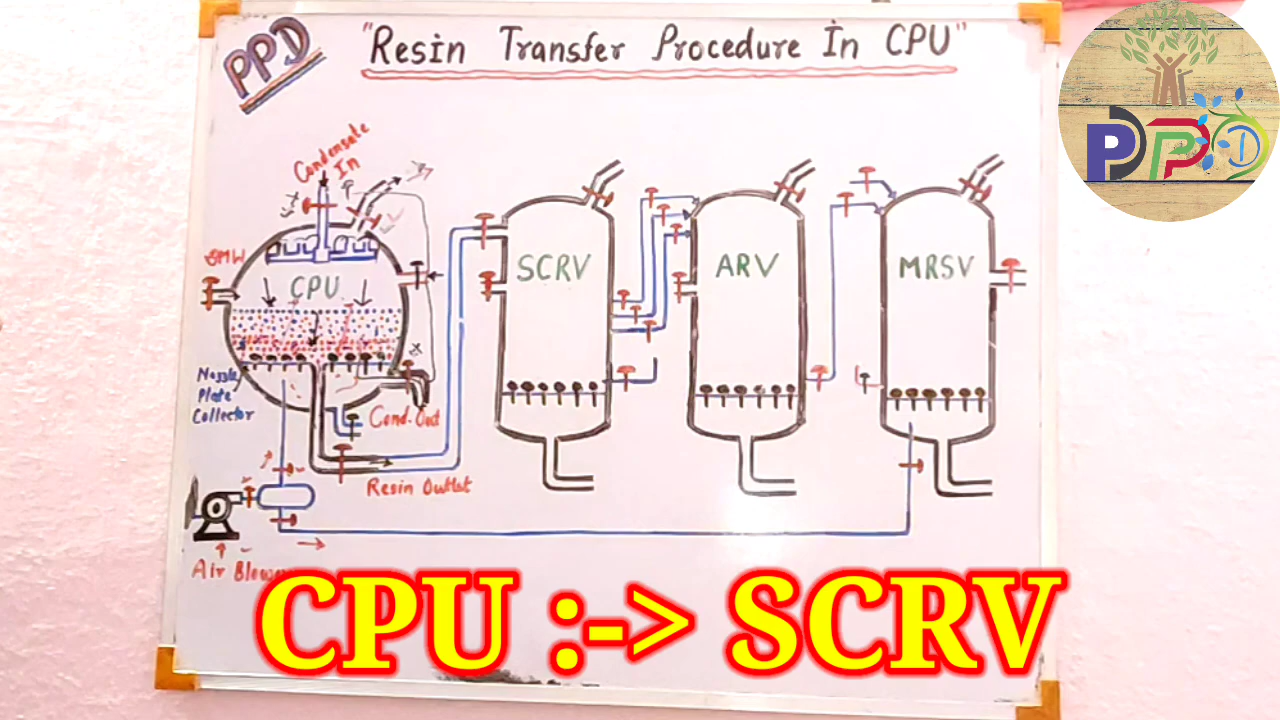 PPD
"Resin Transfer Procedure In CPU"
PPD
Condensate
In
DMW
CPU
SCRV
ARV
MRSV
Nozzle
Plate
Collector
Cond. Out
Resin Outlet
Air Blower
CPU :-> SCRV